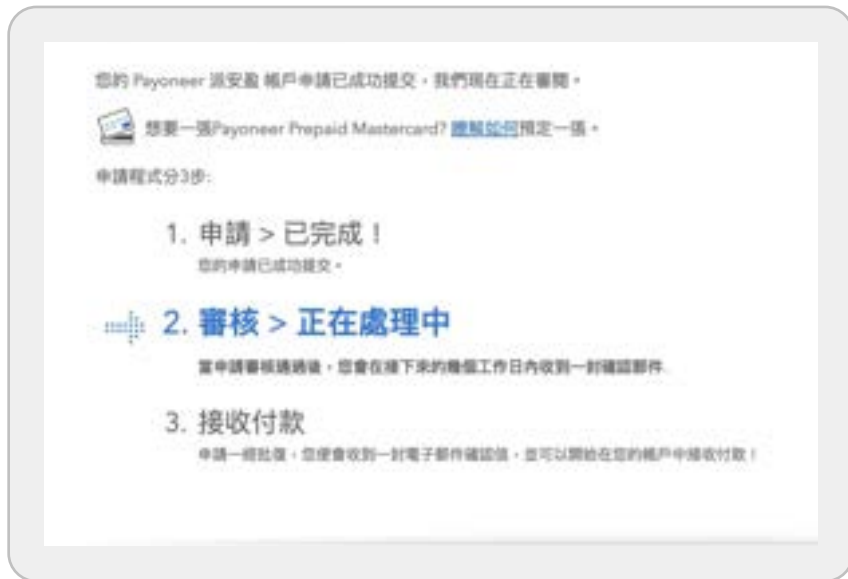 您的 Payoneer 派安盈 帳戶申請已成功提交，我們現在正在審閱。
想要一張Payoneer Prepaid Mastercard? 瞭解如何預定一張。
申請程式分3步:
1. 申請 > 已完成！
您的申請已成功提交。
2. 審核 > 正在處理中
當申請審核通過後，您會在接下來的幾個工作日內收到一封確認郵件.
3. 接收付款
申請一經批復，您便會收到一封電子郵件確認信，並可以開始在您的帳戶中接收付款！